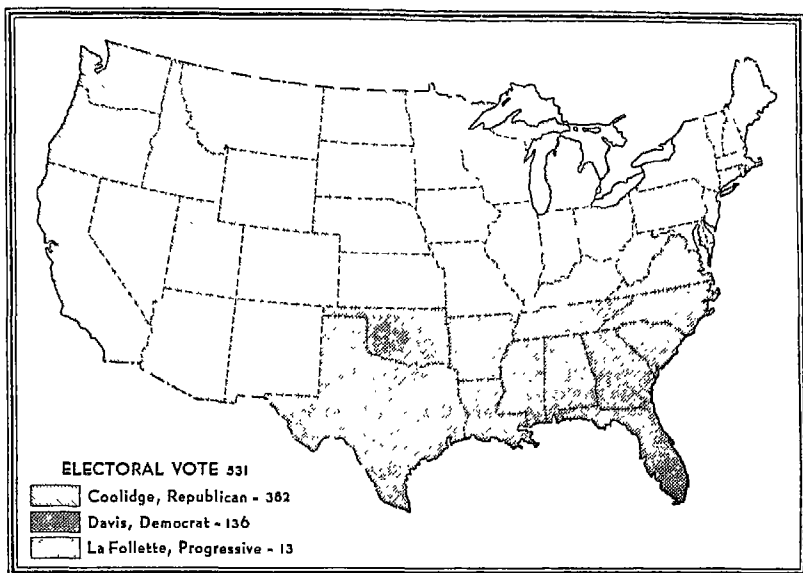 ELECTORAL VOTE 531
Coolidge, Republican - 382
Davis, Democrat - 136
La Follette, Progressive - 13